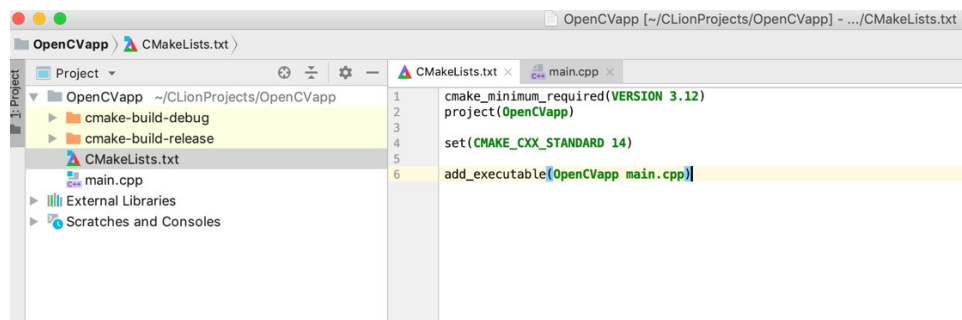 OpenCVapp [~/CLionProjects/OpenCVapp] - .../CMakeLists.txt
OpenCVapp CMakeLists.txt
1: Project
Project
CMakeLists.txt
main.cpp
OpenCVapp ~/CLionProjects/OpenCVapp
cmake-build-debug
cmake-build-release
CMakeLists.txt
main.cpp
External Libraries
Scratches and Consoles
1 cmake_minimum_required(VERSION 3.12)
2 project(OpenCVapp)
3
4 set(CMAKE_CXX_STANDARD 14)
5
6 add_executable(OpenCVapp main.cpp)